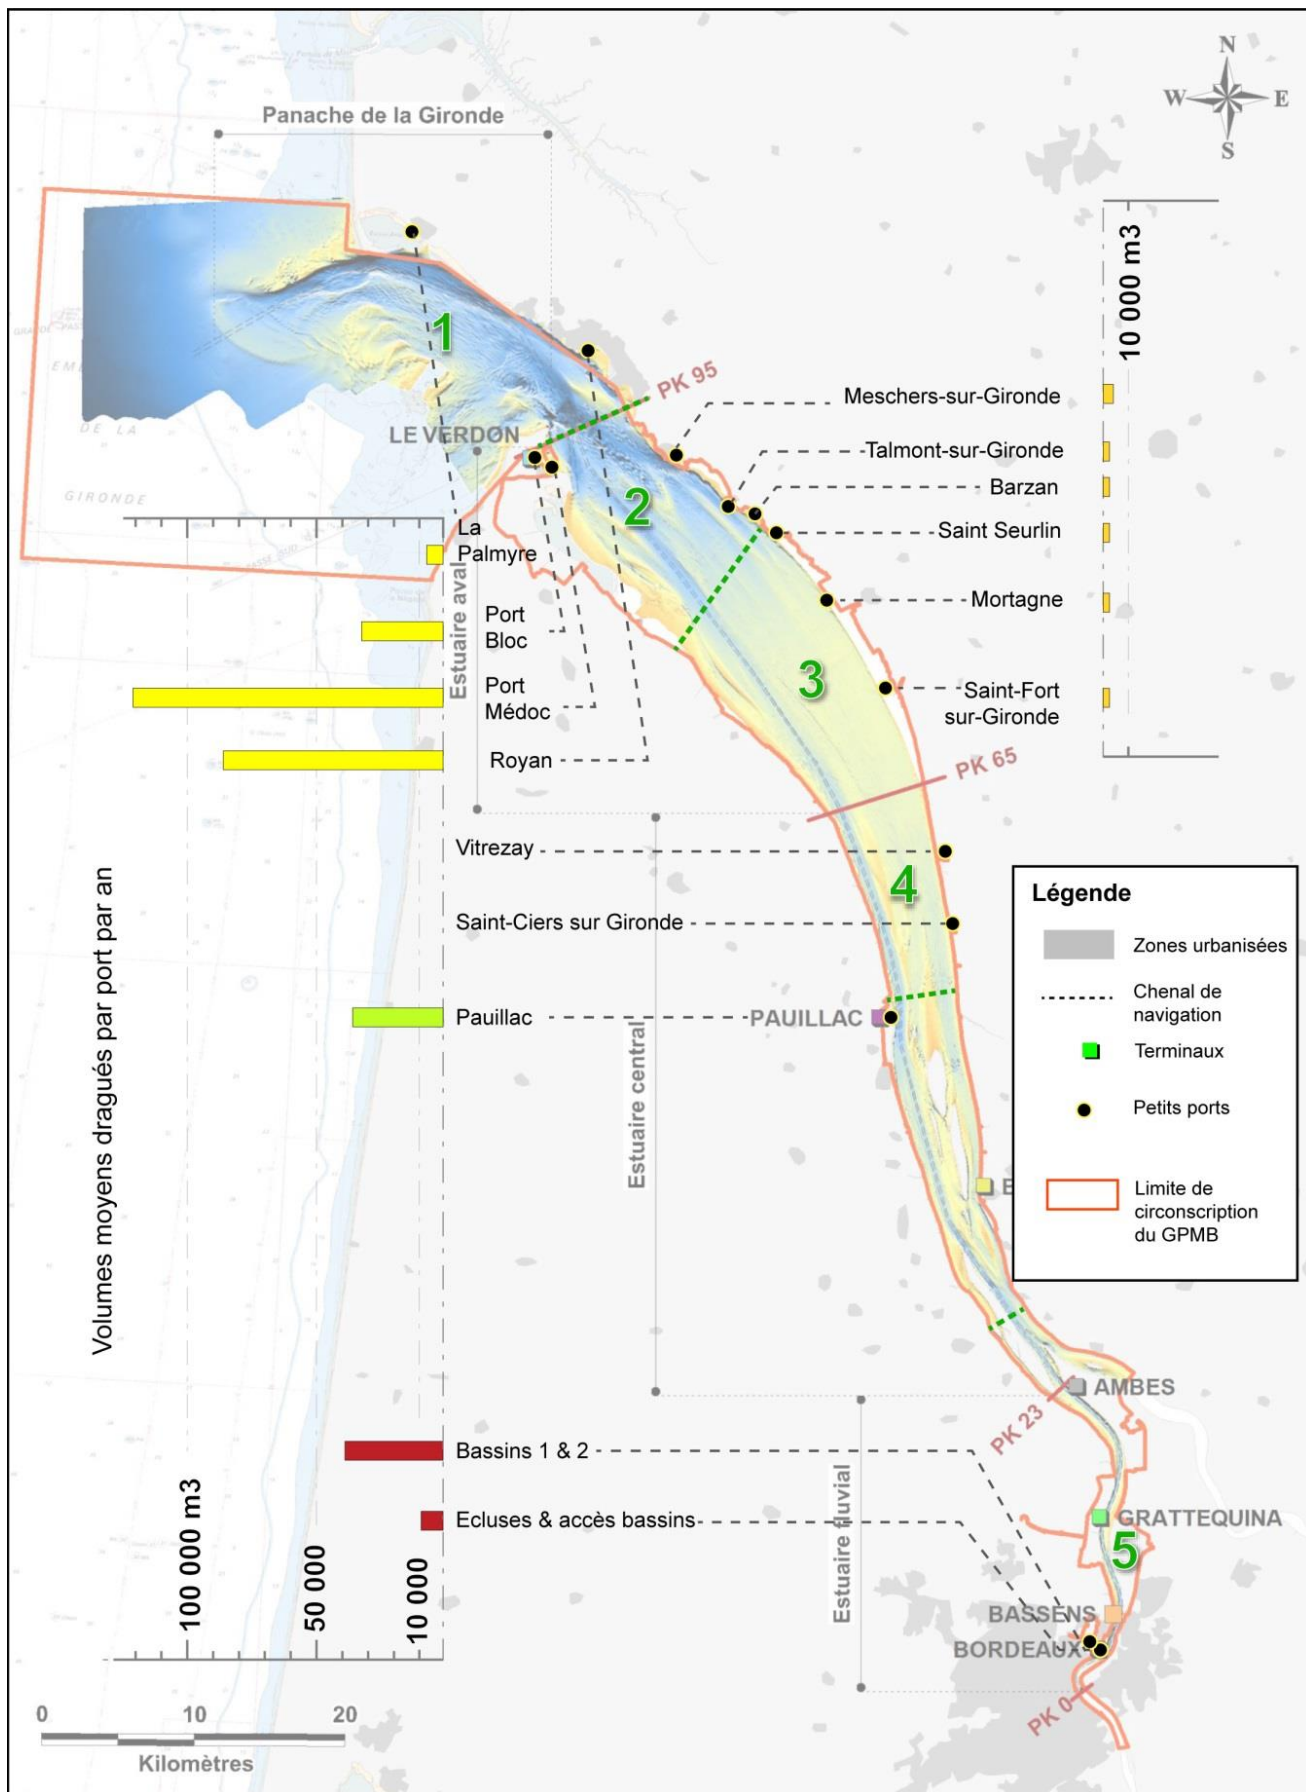 N
W
E
S
Panache de la Gironde
10 000 m3
1
PK 95
LE VERDON
Meschers-sur-Gironde
Talmont-sur-Gironde
Barzan
Saint Seurlin
Mortagne
Saint-Fort
sur-Gironde
DE LA
GIRONDE
2
La
Palmyre
Port
Bloc
Port
Médoc
Royan
Estuaire aval
3
PK 65
Vitrezay
4
Saint-Ciers sur Gironde
Pauillac
PAUILLAC
Estuaire central
Volumes moyens dragués par port par an
Légende
Zones urbanisées
Chenal de
navigation
Terminaux
Petits ports
Limite de
circonscription
du GPMB
AMBES
PK 23
Bassins 1 & 2
Ecluses & accès bassins
Estuaire fluvial
GRATTEQUINA
5
BASSENS
BORDEAUX
PK 0
100 000 m3
50 000
10 000
0
10
20
Kilomètres